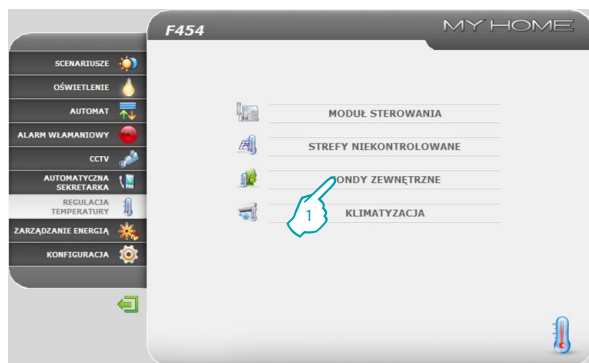 F454
MY HOME
SCENARIUSZE
OŚWIETLENIE
AUTOMAT
ALARM WŁAMANIOWY
CCTV
AUTOMATYCZNA
SEKRETARKA
REGULACJA
TEMPERATURY
ZARZĄDZANIE ENERGIĄ
KONFIGURACJA
MODUŁ STEROWANIA
STREFY NIEKONTROLOWANE
ZEWNĘTRZNE
1
KLIMATYZACJA